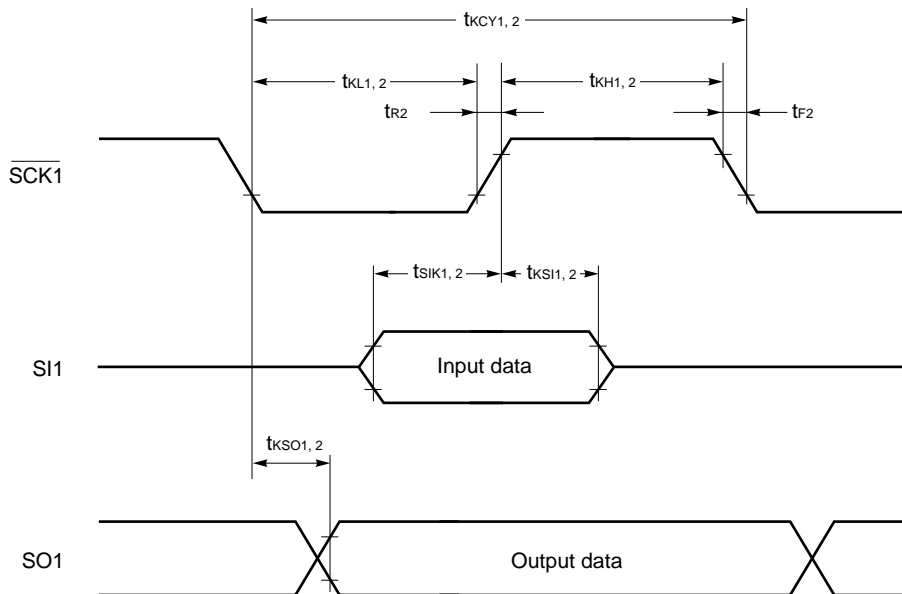 tKCY1, 2
tKL1, 2
tKH1, 2
tR2
tF2
SCK1
tSIK1, 2
tKSI1, 2
SI1
Input data
tKSO1, 2
SO1
Output data